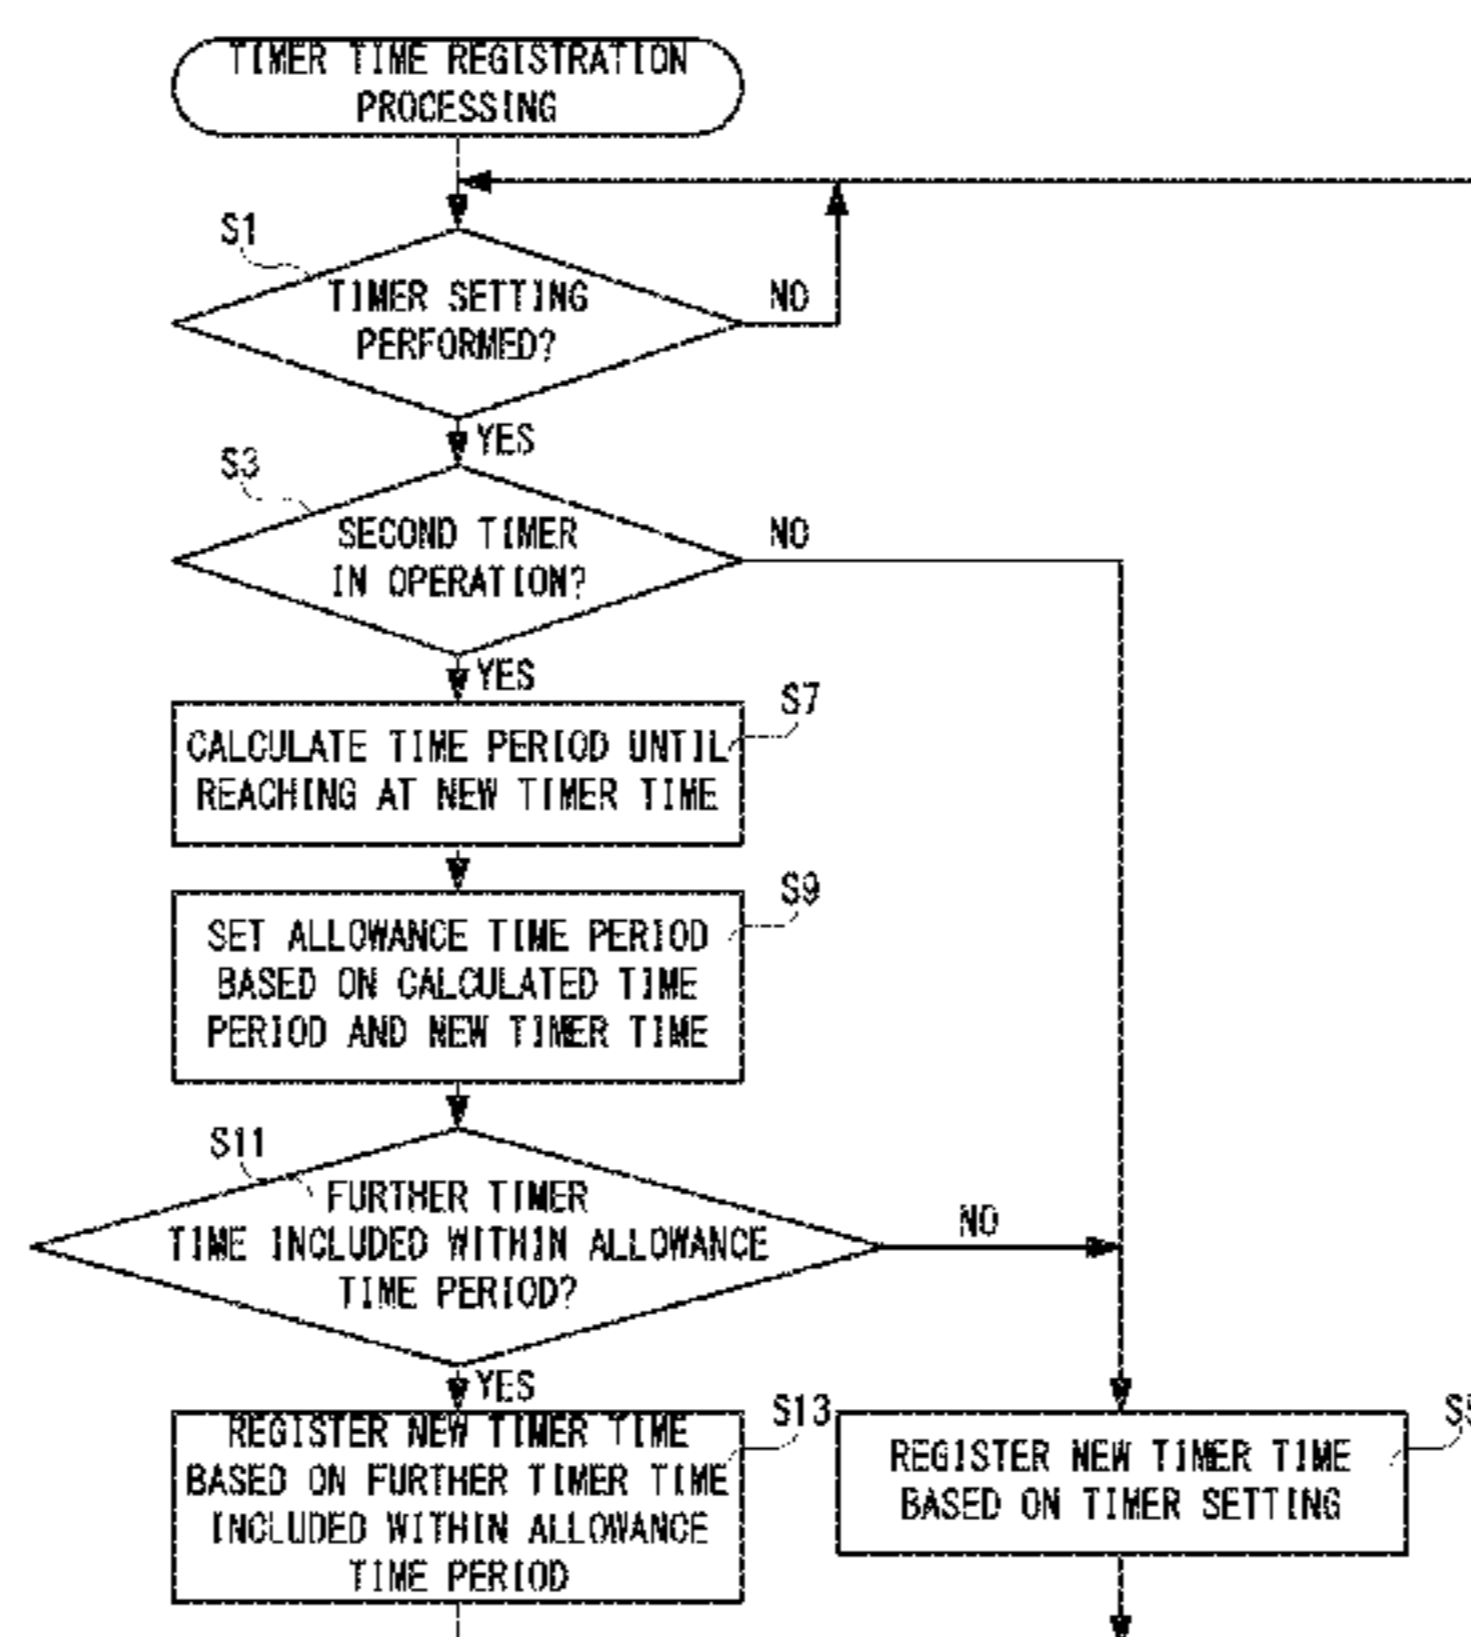 TIMER TIME REGISTRATION
PROCESSING
S1
TIMER SETTING
PERFORMED?
NO
YES
S3
SECOND TIMER
IN OPERATION?
NO
YES
S7
CALCULATE TIME PERIOD UNTIL
REACHING AT NEW TIMER TIME
S9
SET ALLOWANCE TIME PERIOD
BASED ON CALCULATED TIME
PERIOD AND NEW TIMER TIME
S11
FURTHER TIMER
TIME INCLUDED WITHIN ALLOWANCE
TIME PERIOD?
NO
YES
S13
REGISTER NEW TIMER TIME
BASED ON FURTHER TIMER TIME
INCLUDED WITHIN ALLOWANCE
TIME PERIOD
S5
REGISTER NEW TIMER TIME
BASED ON TIMER SETTING